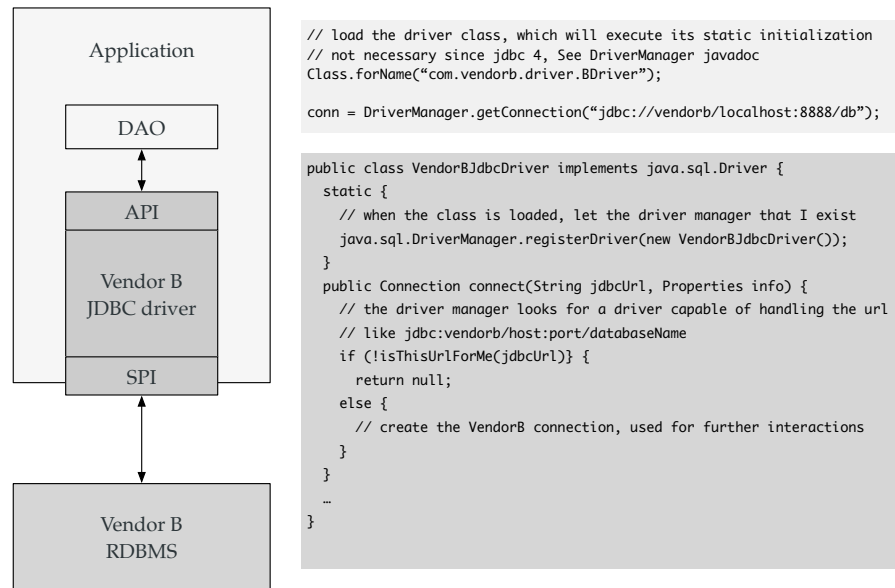 Application
DAO
API
Vendor B
JDBC driver
SPI
Vendor B
RDBMS
// load the driver class, which will execute its static initialization
// not necessary since jdbc 4, See DriverManager javadoc
Class.forName(“com.vendorb.driver.BDriver”);
conn = DriverManager.getConnection(“jdbc://vendorb/localhost:8888/db”);
public class VendorBJdbcDriver implements java.sql.Driver {
static {
// when the class is loaded, let the driver manager that I exist
java.sql.DriverManager.registerDriver(new VendorBJdbcDriver());
}
public Connection connect(String jdbcUrl, Properties info) {
// the driver manager looks for a driver capable of handling the url
// like jdbc:vendorb/host:port/databaseName
if (!isThisUrlForMe(jdbcUrl)} {
return null;
else {
// create the VendorB connection, used for further interactions
}
}
…
}